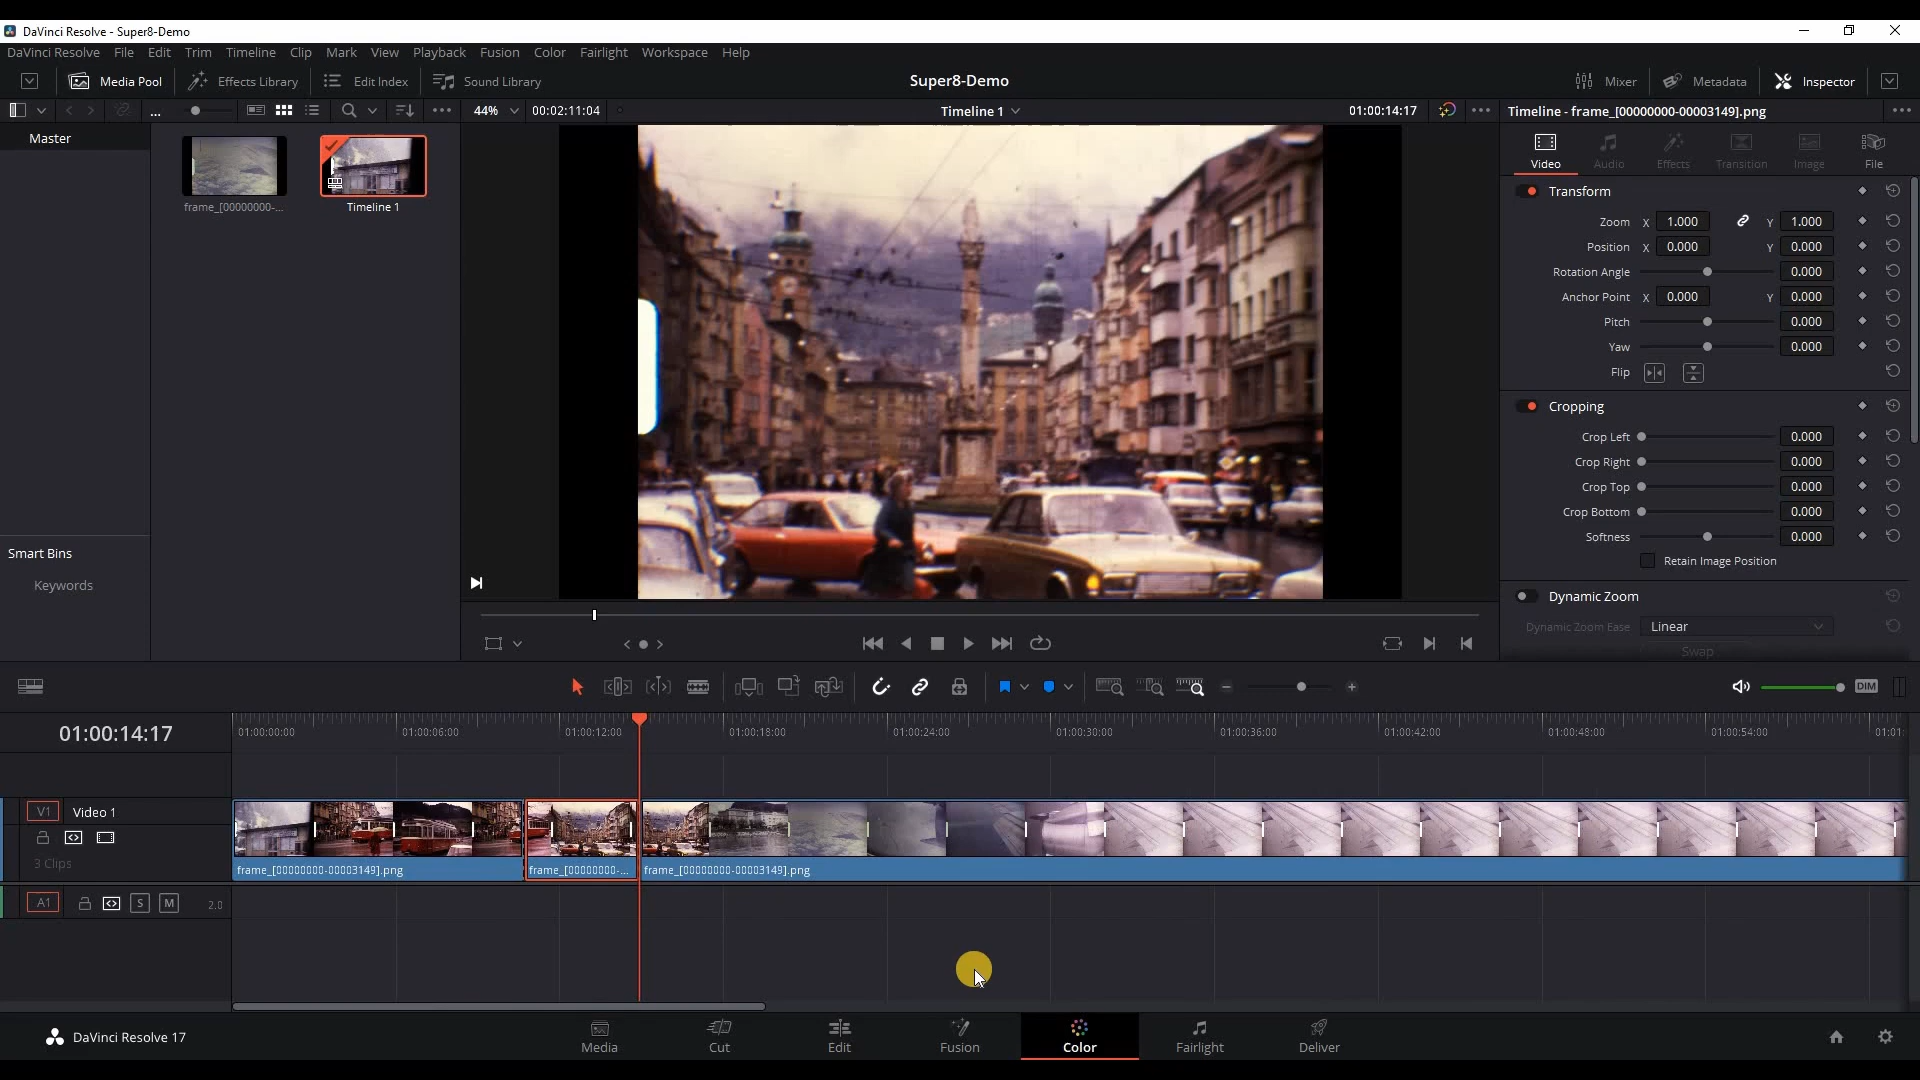 DaVinci Resolve - Super8-Demo
DaVinci Resolve File Edit Trim Timeline Clip Mark View Playback Fusion Color Fairlight Workspace Help
Media Pool Effects Library Edit Index Sound Library Super8-Demo Mixer Metadata Inspector
... 44% 00:02:11:04 Timeline 1 01:00:14:17 Timeline - frame_[00000000-00003149].png
Master
Video Audio Effects Transition Image File
frame_[00000000-... Timeline 1
Transform
Zoom X 1.000 Y 1.000
Position X 0.000 Y 0.000
Rotation Angle 0.000
Anchor Point X 0.000 Y 0.000
Pitch 0.000
Yaw 0.000
Flip
Cropping
Crop Left 0.000
Crop Right 0.000
Crop Top 0.000
Crop Bottom 0.000
Softness 0.000
Retain Image Position
Smart Bins
Keywords
Dynamic Zoom
Dynamic Zoom Ease Linear
Swap
DIM
01:00:14:17
01:00:00:00 01:00:06:00 01:00:12:00 01:00:18:00 01:00:24:00 01:00:30:00 01:00:36:00 01:00:42:00 01:00:48:00 01:00:54:00 01:01:
V1 Video 1
3 Clips
frame_[00000000-00003149].png frame_[00000000-... frame_[00000000-00003149].png
A1 S M 2.0
DaVinci Resolve 17
Media Cut Edit Fusion Color Fairlight Deliver